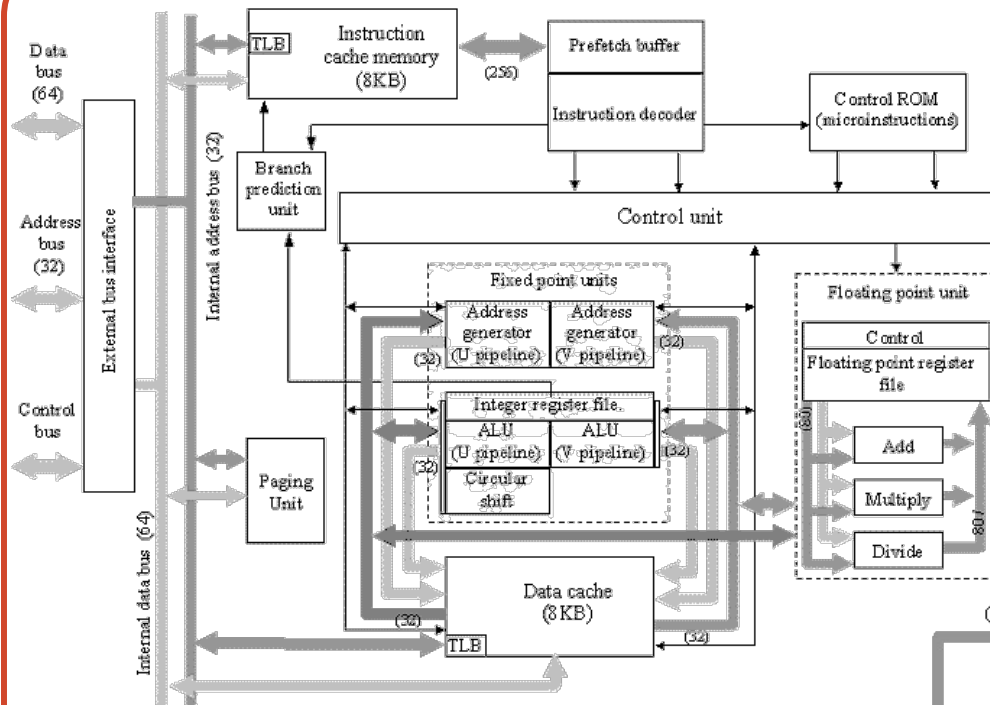 Data
bus
(64)
Address
bus
(32)
Control
bus
External bus interface
Internal data bus (64)
Internal address bus (32)
TLB
Instruction
cache memory
(8KB)
(256)
Prefetch buffer
Instruction decoder
Control ROM
(microinstructions)
Branch
prediction
unit
Control unit
Paging
Unit
Fixed point units
Address
generator
(U pipeline)
Address
generator
(V pipeline)
(32)
(32)
Integer register file.
ALU
(U pipeline)
ALU
(V pipeline)
(32)
(32)
Circular
shift
Data cache
(8KB)
TLB
(32)
(32)
Floating point unit
Control
Floating point register
file
(80)
Add
Multiply
Divide